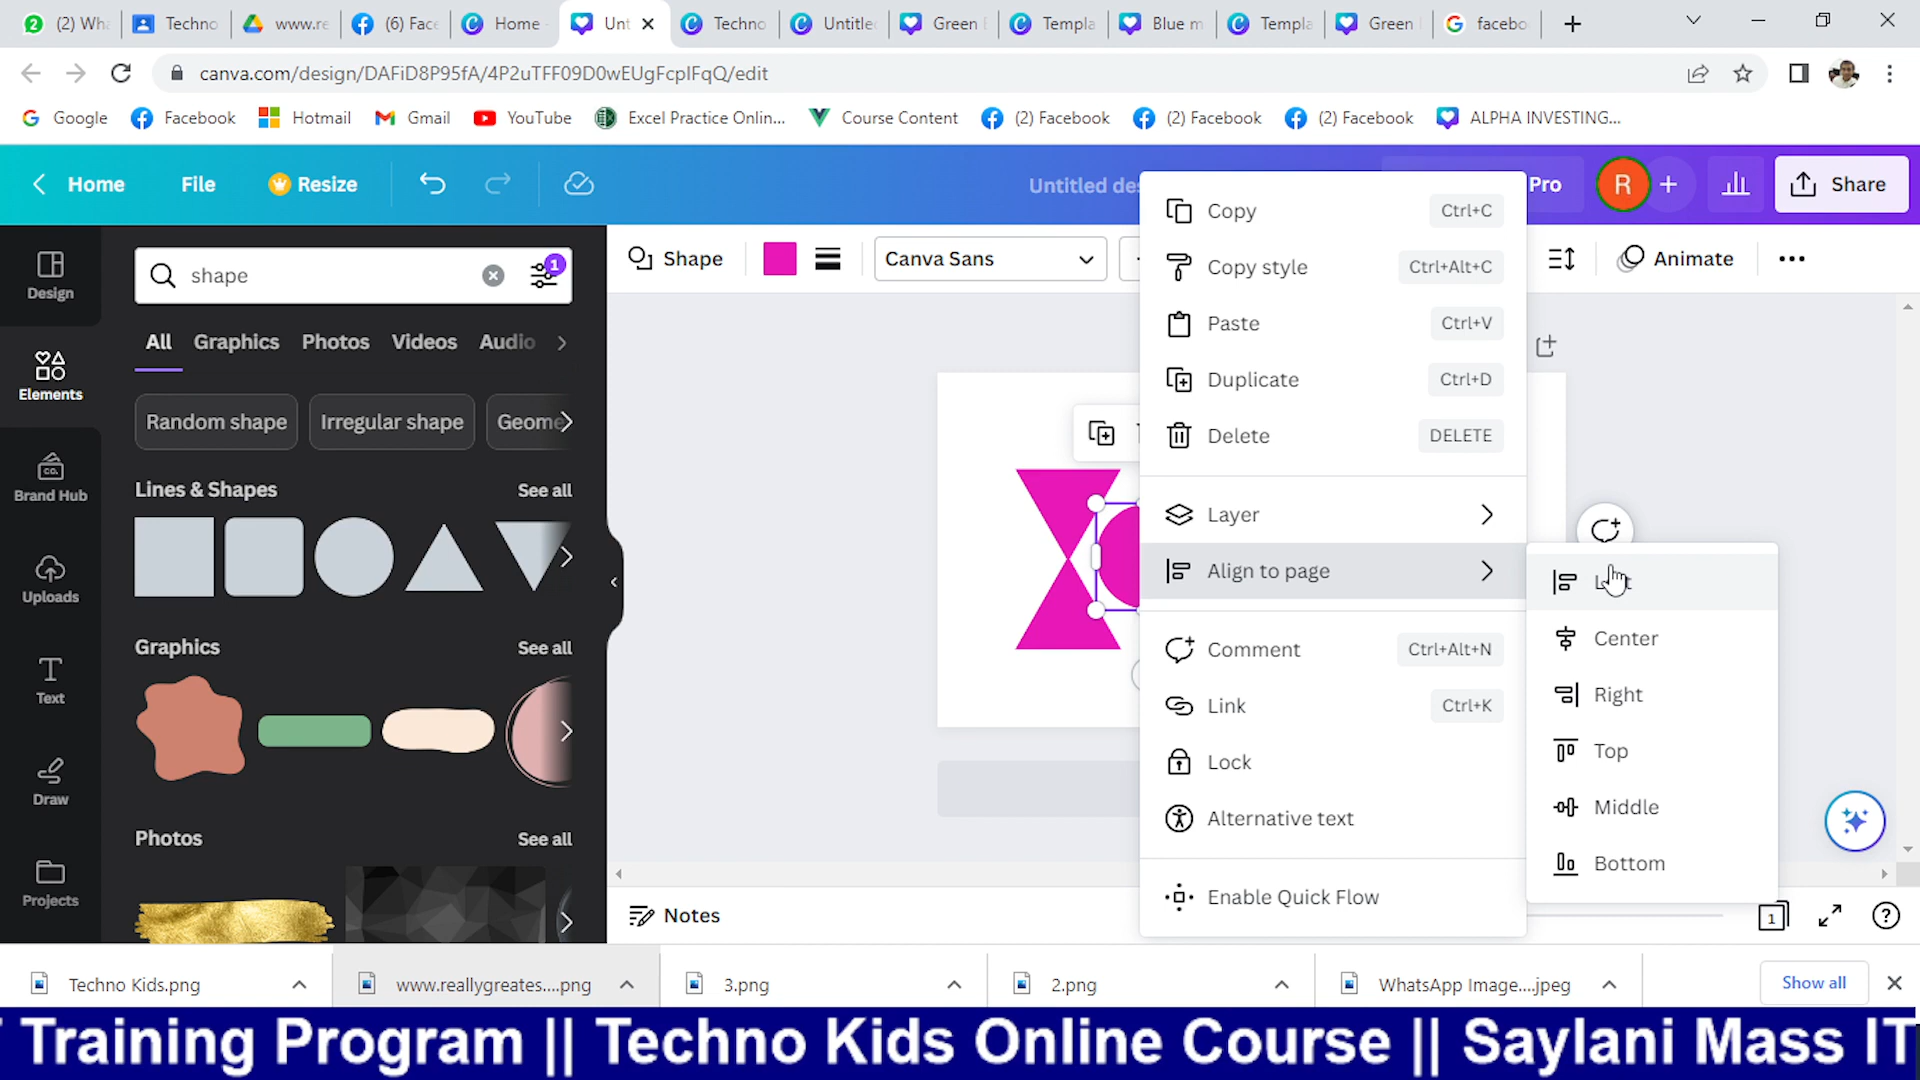 2 (2) Wha
Techno
www.re
(6) Face
Home -
Unt
Techno
Untitle
Green
Templa
Blue m
Templa
Green
facebo
canva.com/design/DAFiD8P95fA/4P2uTFF09D0wEUgFcpIFqQ/edit
Google
Facebook
Hotmail
Gmail
YouTube
Excel Practice Onlin...
Course Content
(2) Facebook
(2) Facebook
(2) Facebook
ALPHA INVESTING...
Home
File
Resize
Untitled des
Pro
R
Share
Shape
Canva Sans
Animate
Design
Elements
Brand Hub
Uploads
Text
Draw
Projects
shape
1
All
Graphics
Photos
Videos
Audio
Random shape
Irregular shape
Geome
Lines & Shapes
See all
Graphics
See all
Photos
See all
Copy Ctrl+C
Copy style Ctrl+Alt+C
Paste Ctrl+V
Duplicate Ctrl+D
Delete DELETE
Layer
Align to page
Comment Ctrl+Alt+N
Link Ctrl+K
Lock
Alternative text
Enable Quick Flow
Center
Right
Top
Middle
Bottom
Notes
1
CO.
Techno Kids.png
www.reallygreates....png
3.png
2.png
WhatsApp Image....jpeg
Show all
Training Program || Techno Kids Online Course || Saylani Mass IT